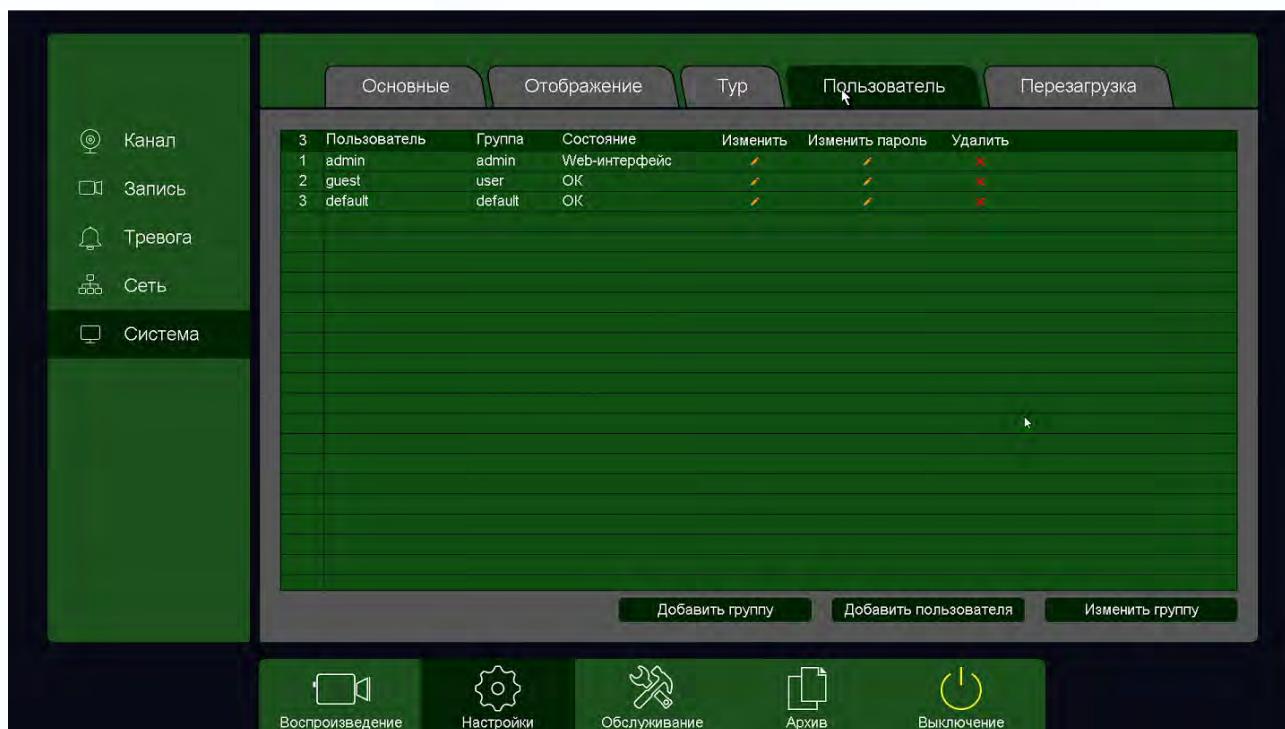 Основные Отображение Тур Пользователь Перезагрузка
Канал
Запись
Тревога
Сеть
Система
3 Пользователь Группа Состояние Изменить Изменить пароль Удалить
1 admin admin Web-интерфейс
2 guest user OK
3 default default OK
Добавить группу Добавить пользователя Изменить группу
Воспроизведение Настройки Обслуживание Архив Выключение